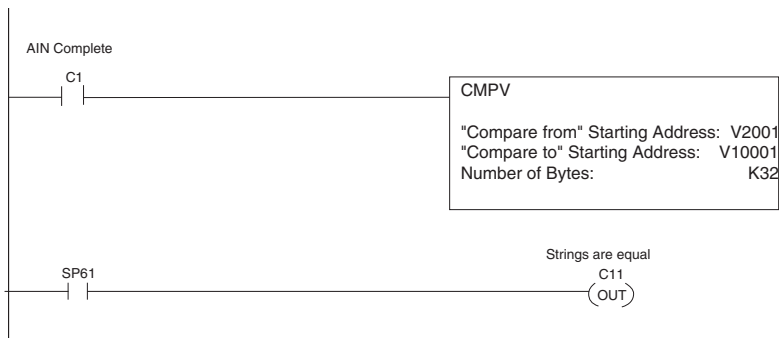 AIN Complete
C1
CMPV
"Compare from" Starting Address: V2001
"Compare to" Starting Address: V10001
Number of Bytes: K32
Strings are equal
SP61
C11
OUT